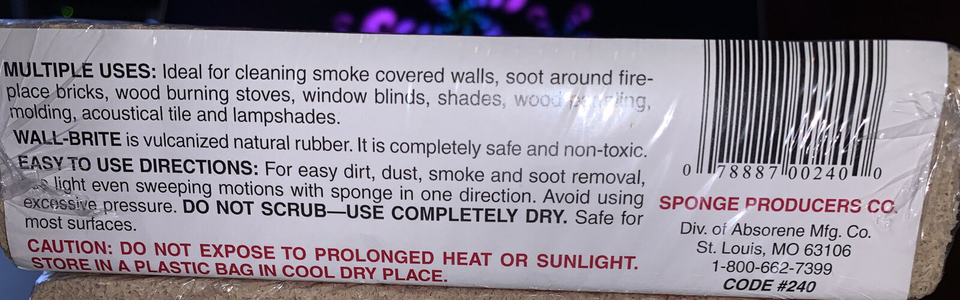 MULTIPLE USES: Ideal for cleaning smoke covered walls, soot around fire-
place bricks, wood burning stoves, window blinds, shades, wood
molding, acoustical tile and lampshades.
WALL-BRITE is vulcanized natural rubber. It is completely safe and non-toxic.
EASY TO USE DIRECTIONS: For easy dirt, dust, smoke and soot removal,
light even sweeping motions with sponge in one direction. Avoid using
excessive pressure. DO NOT SCRUB—USE COMPLETELY DRY. Safe for
most surfaces.
CAUTION: DO NOT EXPOSE TO PROLONGED HEAT OR SUNLIGHT.
STORE IN A PLASTIC BAG IN COOL DRY PLACE.
0 78887 00240 0
SPONGE PRODUCERS CO.
Div. of Absorene Mfg. Co.
St. Louis, MO 63106
1-800-662-7399
CODE #240